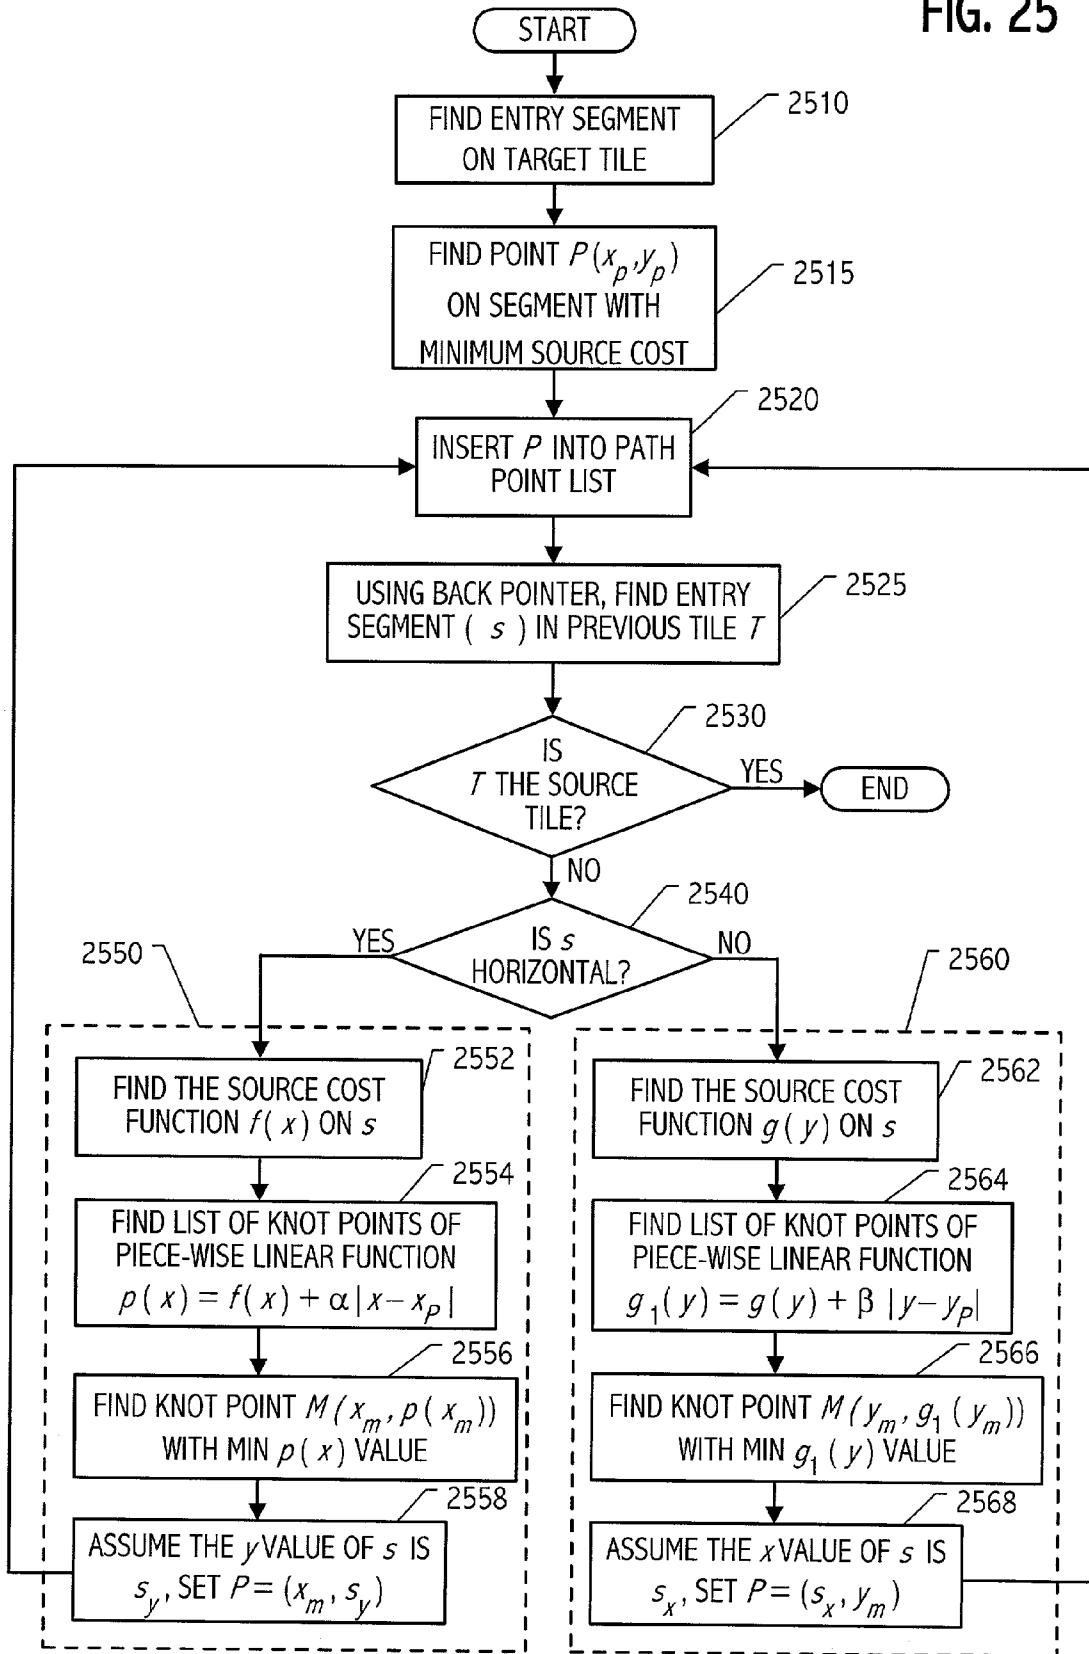 FIG. 25
START
2510
FIND ENTRY SEGMENT
ON TARGET TILE
2515
FIND POINT P(x_p,y_p)
ON SEGMENT WITH
MINIMUM SOURCE COST
2520
INSERT P INTO PATH
POINT LIST
2525
USING BACK POINTER, FIND ENTRY
SEGMENT ( s ) IN PREVIOUS TILE T
2530
IS
T THE SOURCE
TILE?
YES
END
NO
2540
IS s
HORIZONTAL?
YES
NO
2550
2552
FIND THE SOURCE COST
FUNCTION f( x ) ON s
2554
FIND LIST OF KNOT POINTS OF
PIECE-WISE LINEAR FUNCTION
p( x ) = f( x ) + α|x–x_P|
2556
FIND KNOT POINT M(x_m, p(x_m))
WITH MIN p( x ) VALUE
2558
ASSUME THE y VALUE OF s IS
s_y, SET P = (x_m, s_y)
2560
2562
FIND THE SOURCE COST
FUNCTION g( y ) ON s
2564
FIND LIST OF KNOT POINTS OF
PIECE-WISE LINEAR FUNCTION
g_1(y) = g(y) + β |y–y_P|
2566
FIND KNOT POINT M(y_m, g_1 (y_m))
WITH MIN g_1 ( y ) VALUE
2568
ASSUME THE x VALUE OF s IS
s_x, SET P = (s_x, y_m)